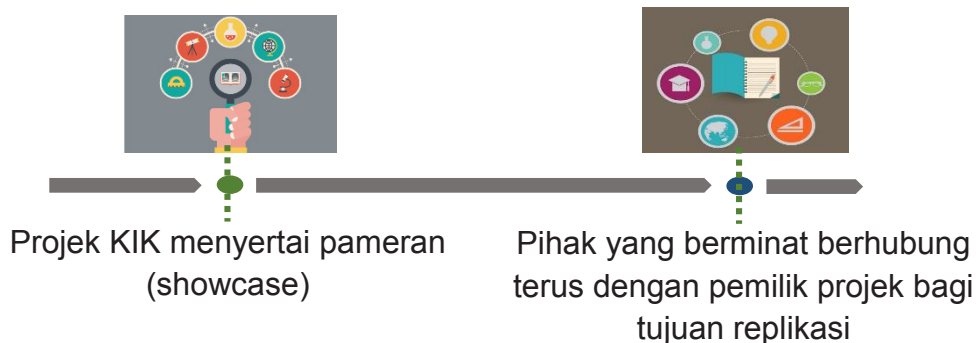 Projek KIK menyertai pameran
(showcase)
Pihak yang berminat berhubung
terus dengan pemilik projek bagi
tujuan replikasi